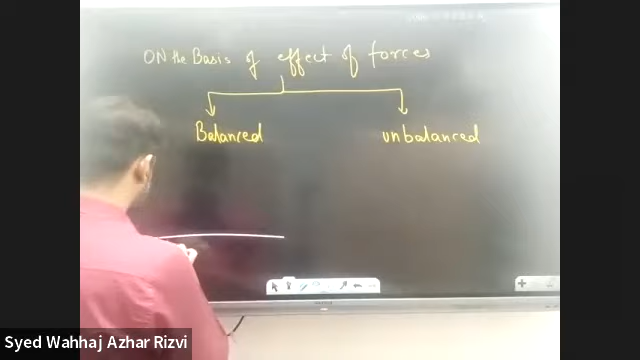 ON the Basis of effect of forces
Balanced unbalanced
Syed Wahhaj Azhar Rizvi